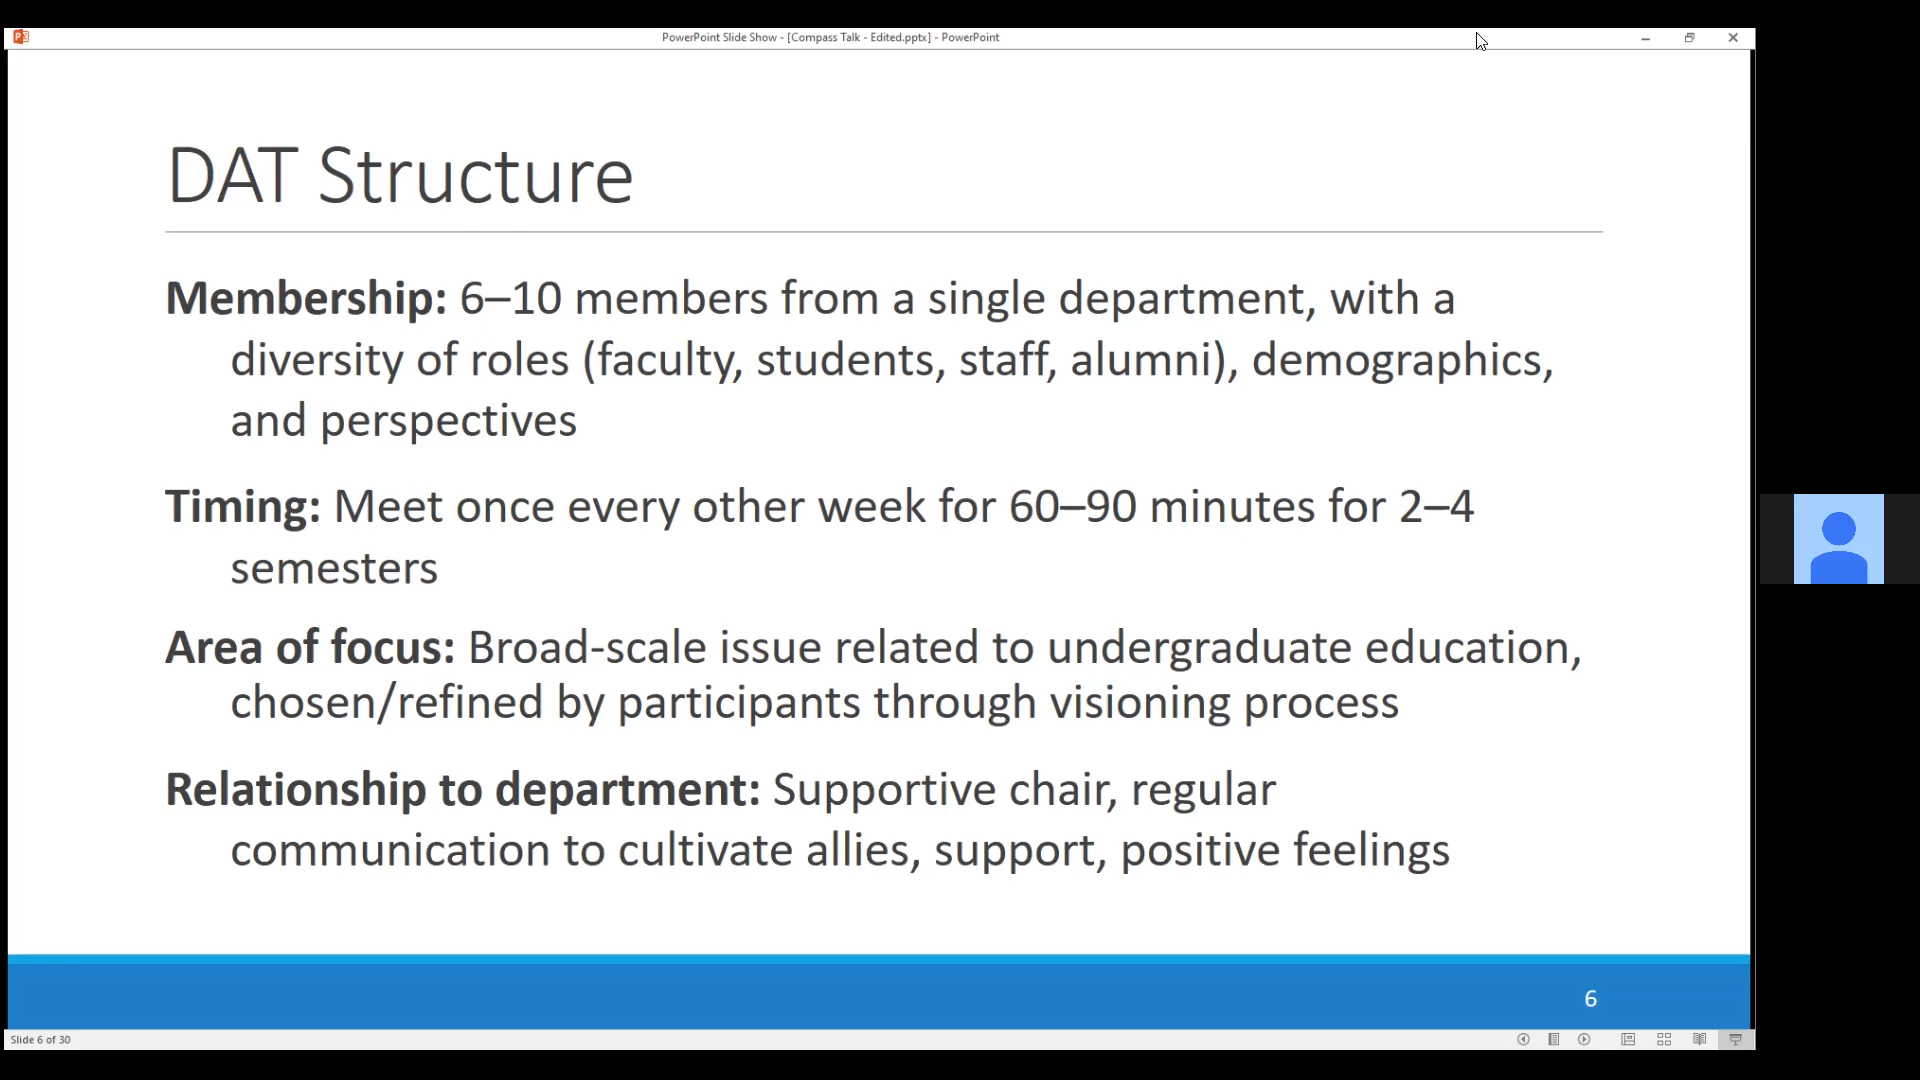 PowerPoint Slide Show - [Compass Talk - Edited.pptx] - PowerPoint
DAT Structure
Membership: 6–10 members from a single department, with a
diversity of roles (faculty, students, staff, alumni), demographics,
and perspectives
Timing: Meet once every other week for 60–90 minutes for 2–4
semesters
Area of focus: Broad-scale issue related to undergraduate education,
chosen/refined by participants through visioning process
Relationship to department: Supportive chair, regular
communication to cultivate allies, support, positive feelings
6
Slide 6 of 30